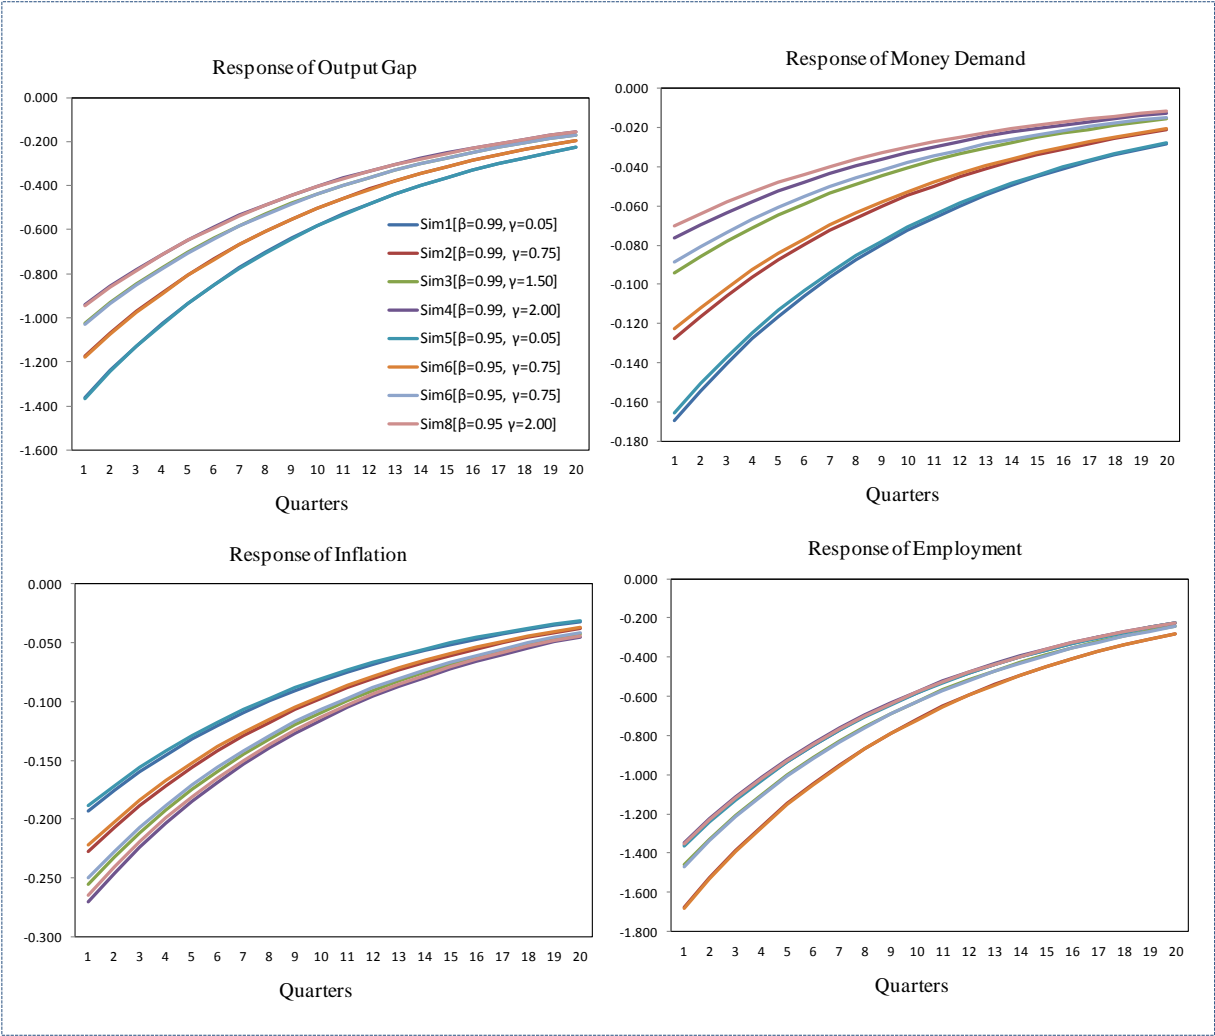 Response of Output Gap
0.000
-0.200
-0.400
-0.600
-0.800
-1.000
-1.200
-1.400
-1.600
Sim1[β=0.99, γ=0.05]
Sim2[β=0.99, γ=0.75]
Sim3[β=0.99, γ=1.50]
Sim4[β=0.99, γ=2.00]
Sim5[β=0.95, γ=0.05]
Sim6[β=0.95, γ=0.75]
Sim6[β=0.95, γ=0.75]
Sim8[β=0.95 γ=2.00]
1 2 3 4 5 6 7 8 9 10 11 12 13 14 15 16 17 18 19 20
Quarters
Response of Money Demand
0.000
-0.020
-0.040
-0.060
-0.080
-0.100
-0.120
-0.140
-0.160
-0.180
1 2 3 4 5 6 7 8 9 10 11 12 13 14 15 16 17 18 19 20
Quarters
Response of Inflation
0.000
-0.050
-0.100
-0.150
-0.200
-0.250
-0.300
1 2 3 4 5 6 7 8 9 10 11 12 13 14 15 16 17 18 19 20
Quarters
Response of Employment
0.000
-0.200
-0.400
-0.600
-0.800
-1.000
-1.200
-1.400
-1.600
-1.800
1 2 3 4 5 6 7 8 9 10 11 12 13 14 15 16 17 18 19 20
Quarters